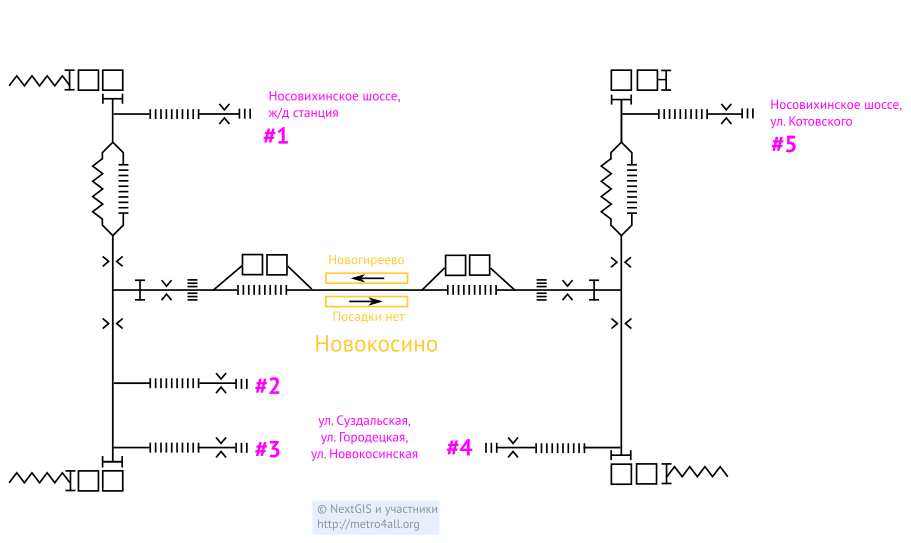 Носовихинское шоссе,
ж/д станция
#1
Носовихинское шоссе,
ул. Котовского
#5
Новогиреево
Посадки нет
Новокосино
#2
ул. Суздальская,
ул. Городецкая,
ул. Новокосинская
#3
#4
© NextGIS и участники
http://metro4all.org